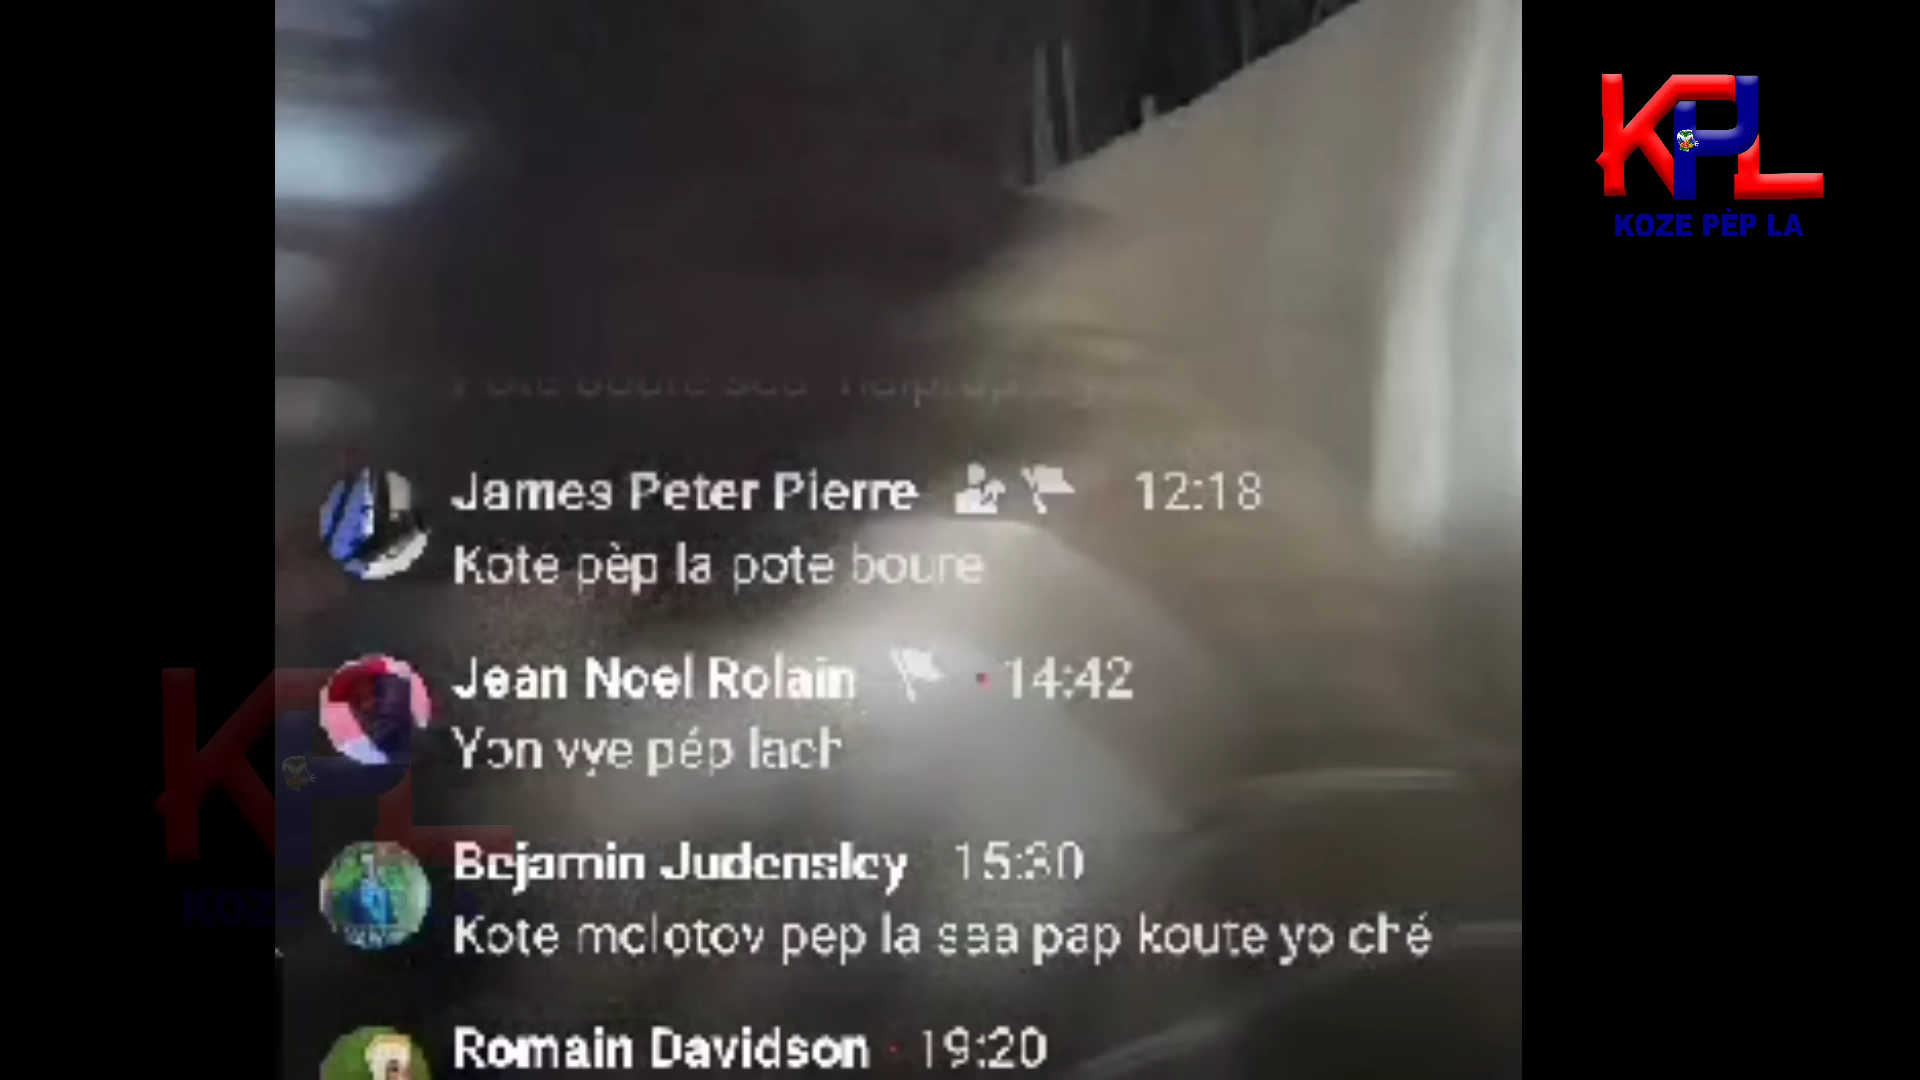 KPL
KOZE PÈP LA
James Peter Pierre 12:18
Kote pèp la pote boure
Jean Noel Rolain · 14:42
Yon vye pép lach
Bejamin Judensley 15:30
Kote molotov pep la saa pap koute yo ché
Romain Davidson · 19:20